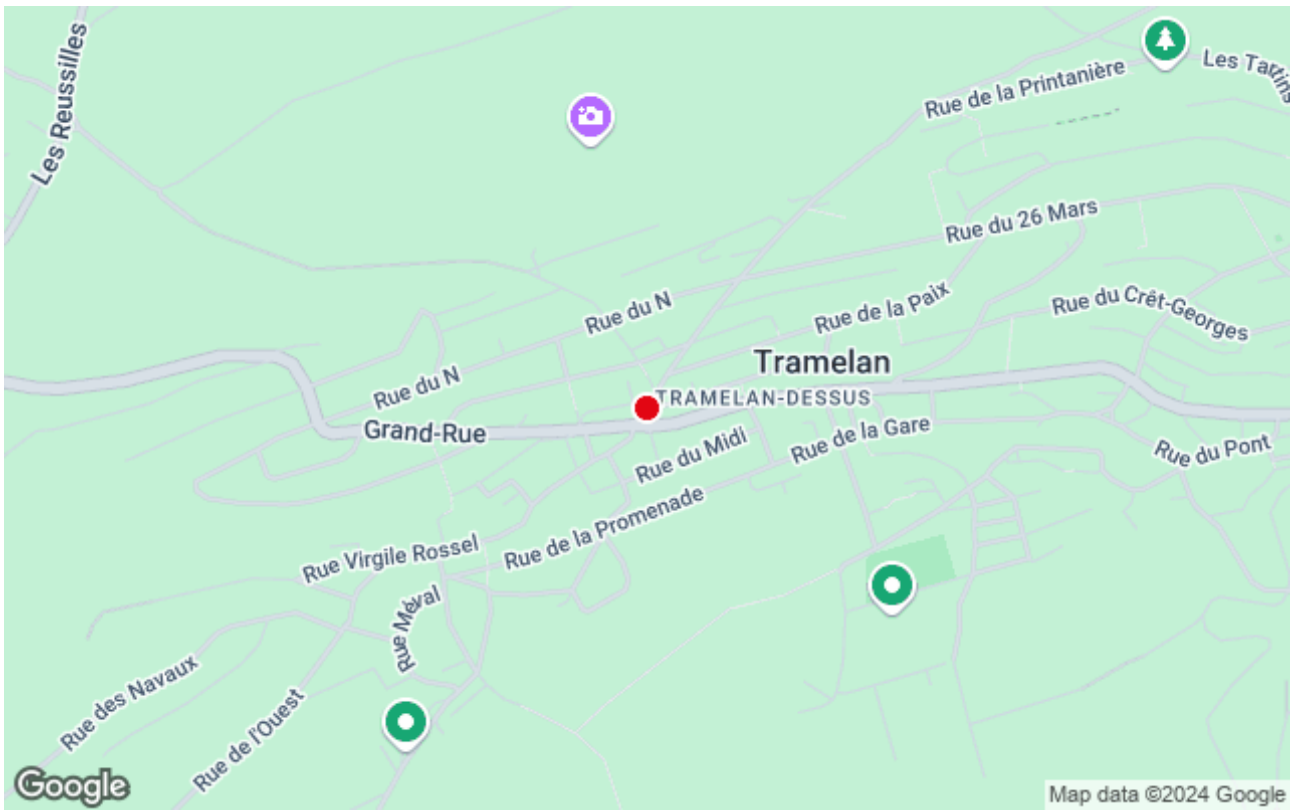 Les Reussilles
Rue de la Printanière
Les Tartins
Rue du 26 Mars
Rue du N
Rue de la Paix
Rue du Crêt-Georges
Tramelan
Rue du N
TRAMELAN-DESSUS
Grand-Rue
Rue du Midi
Rue de la Gare
Rue du Pont
Rue de la Promenade
Rue Virgile Rossel
Rue Méval
Rue des Navaux
Rue de l'Ouest
Google
Map data ©2024 Google